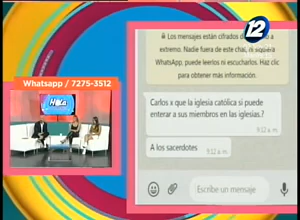 12
Los mensajes están cifrados de
extremo. Nadie fuera de este chat, ni siquiera
WhatsApp, puede leerlos ni escucharlos. Haz clic
para obtener más información.
Whatsapp / 7275-3512
Hola
Carlos x que la iglesia católica si puede
enterar a sus miembros en las iglesias.?
9:12 a. m.
A los sacerdotes
9:12 a. m.
Escribe un mensaje